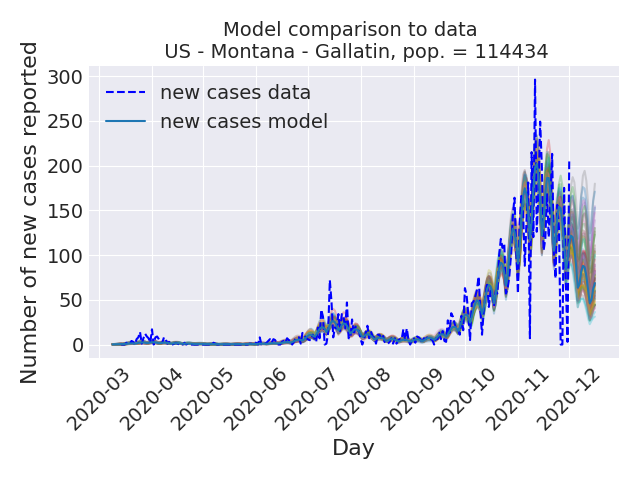 Model comparison to data
US - Montana - Gallatin, pop. = 114434
Number of new cases reported
300
250
200
150
100
50
0
new cases data
new cases model
2020-03
2020-04
2020-05
2020-06
2020-07
2020-08
2020-09
2020-10
2020-11
2020-12
Day